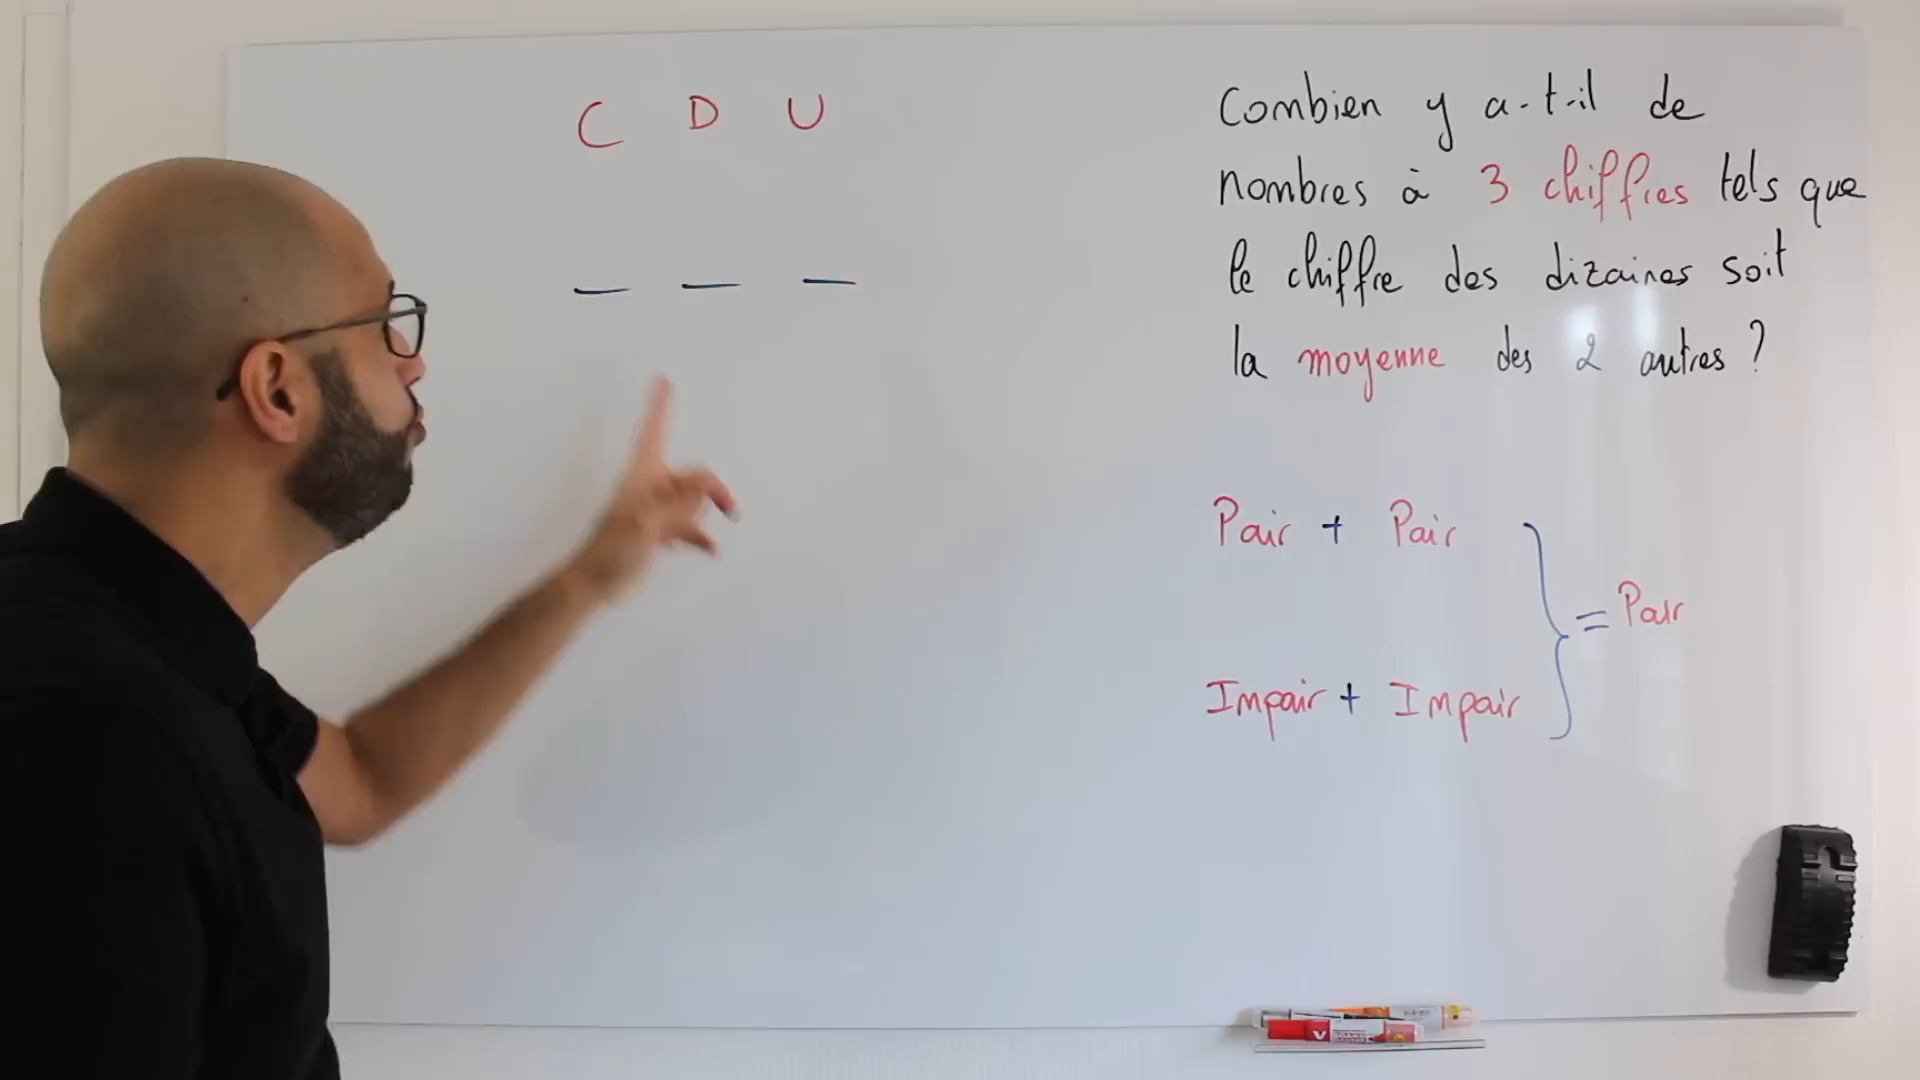 C D U
Combien y a-t-il de
nombres à 3 chiffres tels que
le chiffre des dizaines soit
la moyenne des 2 autres ?
Pair + Pair
= Pair
Impair + Impair